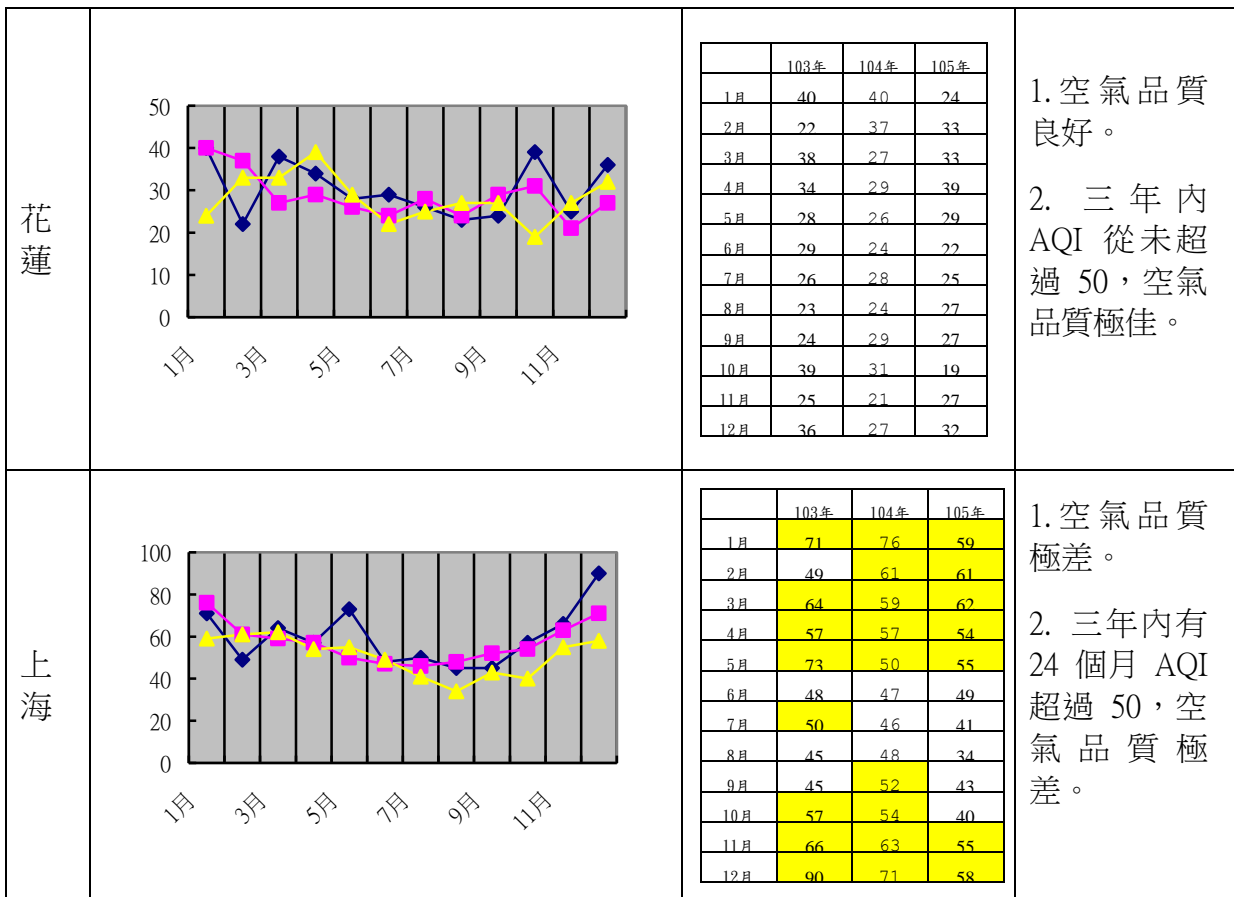 花
蓮
50
40
30
20
10
0
1月 3月 5月 7月 9月 11月
103年 104年 105年
1月 40 40 24
2月 22 37 33
3月 38 27 33
4月 34 29 39
5月 28 26 29
6月 29 24 22
7月 26 28 25
8月 23 24 27
9月 24 29 27
10月 39 31 19
11月 25 21 27
12月 36 27 32
1.空氣品質
良好。
2. 三年內
AQI 從未超
過 50，空氣
品質極佳。
上
海
100
80
60
40
20
0
1月 3月 5月 7月 9月 11月
103年 104年 105年
1月 71 76 59
2月 49 61 61
3月 64 59 62
4月 57 57 54
5月 73 50 55
6月 48 47 49
7月 50 46 41
8月 45 48 34
9月 45 52 43
10月 57 54 40
11月 66 63 55
12月 90 71 58
1.空氣品質
極差。
2. 三年內有
24 個月 AQI
超過 50，空
氣品質極
差。